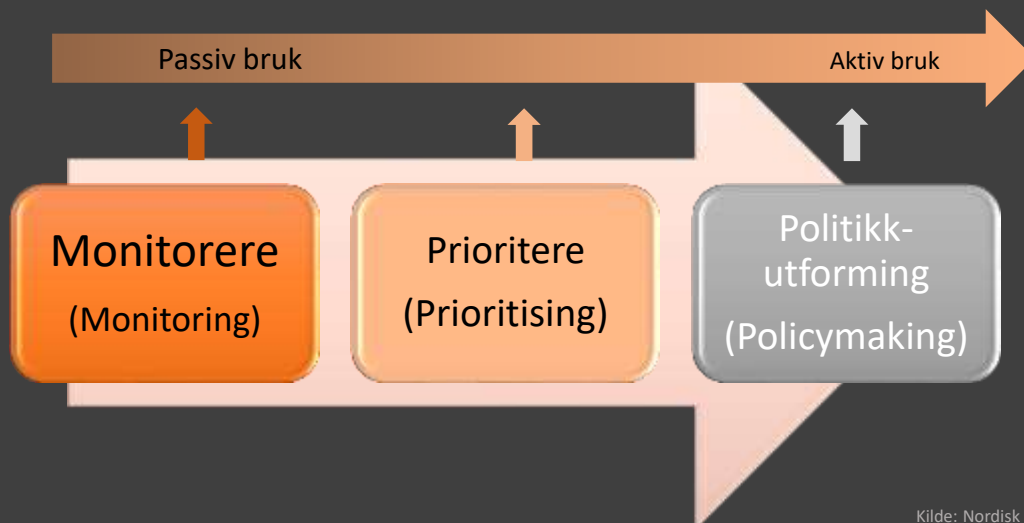 Passiv bruk
Aktiv bruk
Monitorere
(Monitoring)
Prioritere
(Prioritising)
Politikk-
utforming
(Policymaking)
Kilde: Nordisk